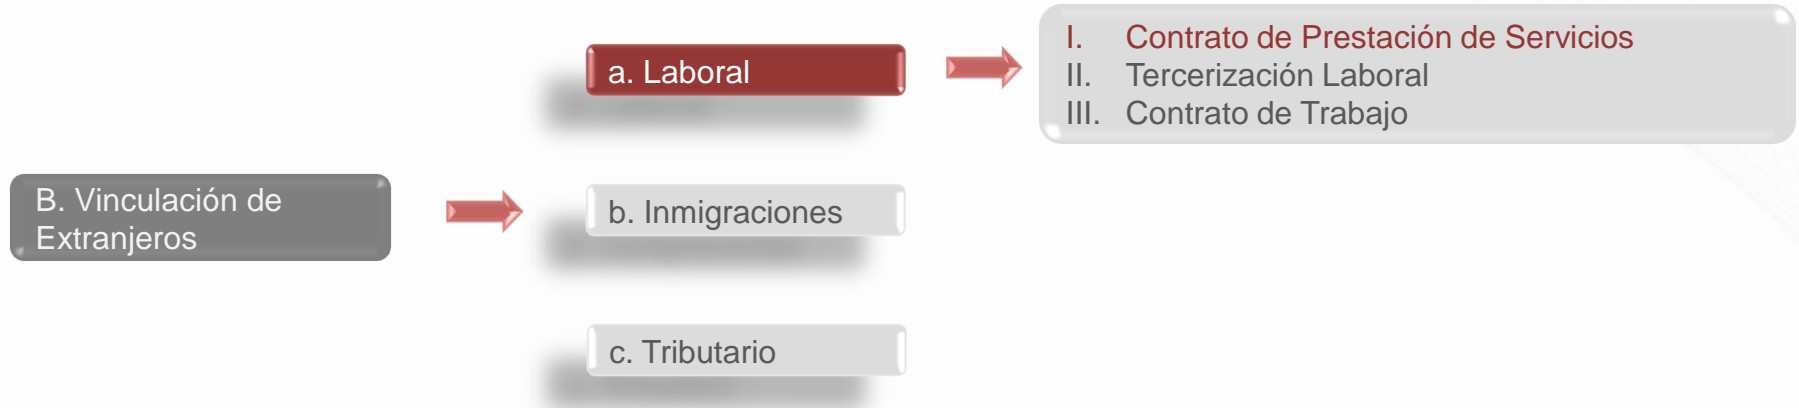 B. Vinculación de
Extranjeros
a. Laboral
b. Inmigraciones
c. Tributario
I. Contrato de Prestación de Servicios
II. Tercerización Laboral
III. Contrato de Trabajo